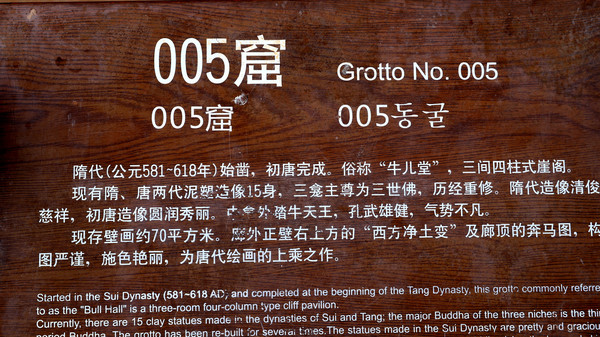 005窟
Grotto No. 005
005窟
005동굴
隋代(公元581~618年)始凿，初唐完成。俗称“牛儿堂”，三间四柱式崖阁。
现有隋、唐两代泥塑造像15身，三龛主尊为三世佛，历经重修。隋代造像清俊
慈祥，初唐造像圆润秀丽。中龛外踏牛天王，孔武雄健，气势不凡。
现存壁画约70平方米。廊外正壁右上方的“西方净土变”及廊顶的奔马图，构
图严谨，施色艳丽，为唐代绘画的上乘之作。
Started in the Sui Dynasty (581~618 AD, and completed at the beginning of the Tang Dynasty, this grotto commonly referre
to as the "Bull Hall" is a three-room four-column type cliff pavilion.
Currently, there are 15 clay statues made in the dynasties of Sui and Tang; the major Buddha of the three niches is the thi
period Buddha. The grotto has been re-built for several times.The statues made in the Sui Dynasty are pretty and graciou